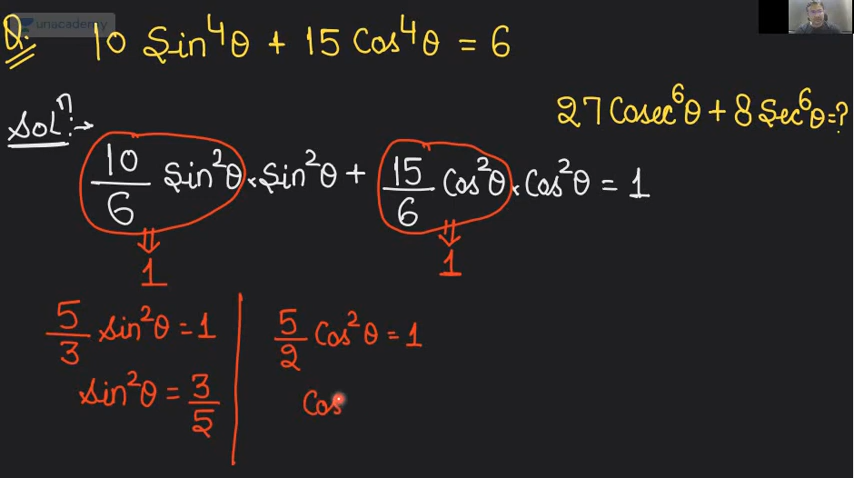 Q. 10 Sin⁴θ + 15 Cos⁴θ = 6
unacademy
27 Cosec⁶θ + 8 Sec⁶θ = ?
Solⁿ:→
10/6 Sin²θ × Sin²θ + 15/6 Cos²θ × Cos²θ = 1
⇓ ⇓
1 1
5/3 Sin²θ = 1
Sin²θ = 3/5
5/2 Cos²θ = 1
Cos